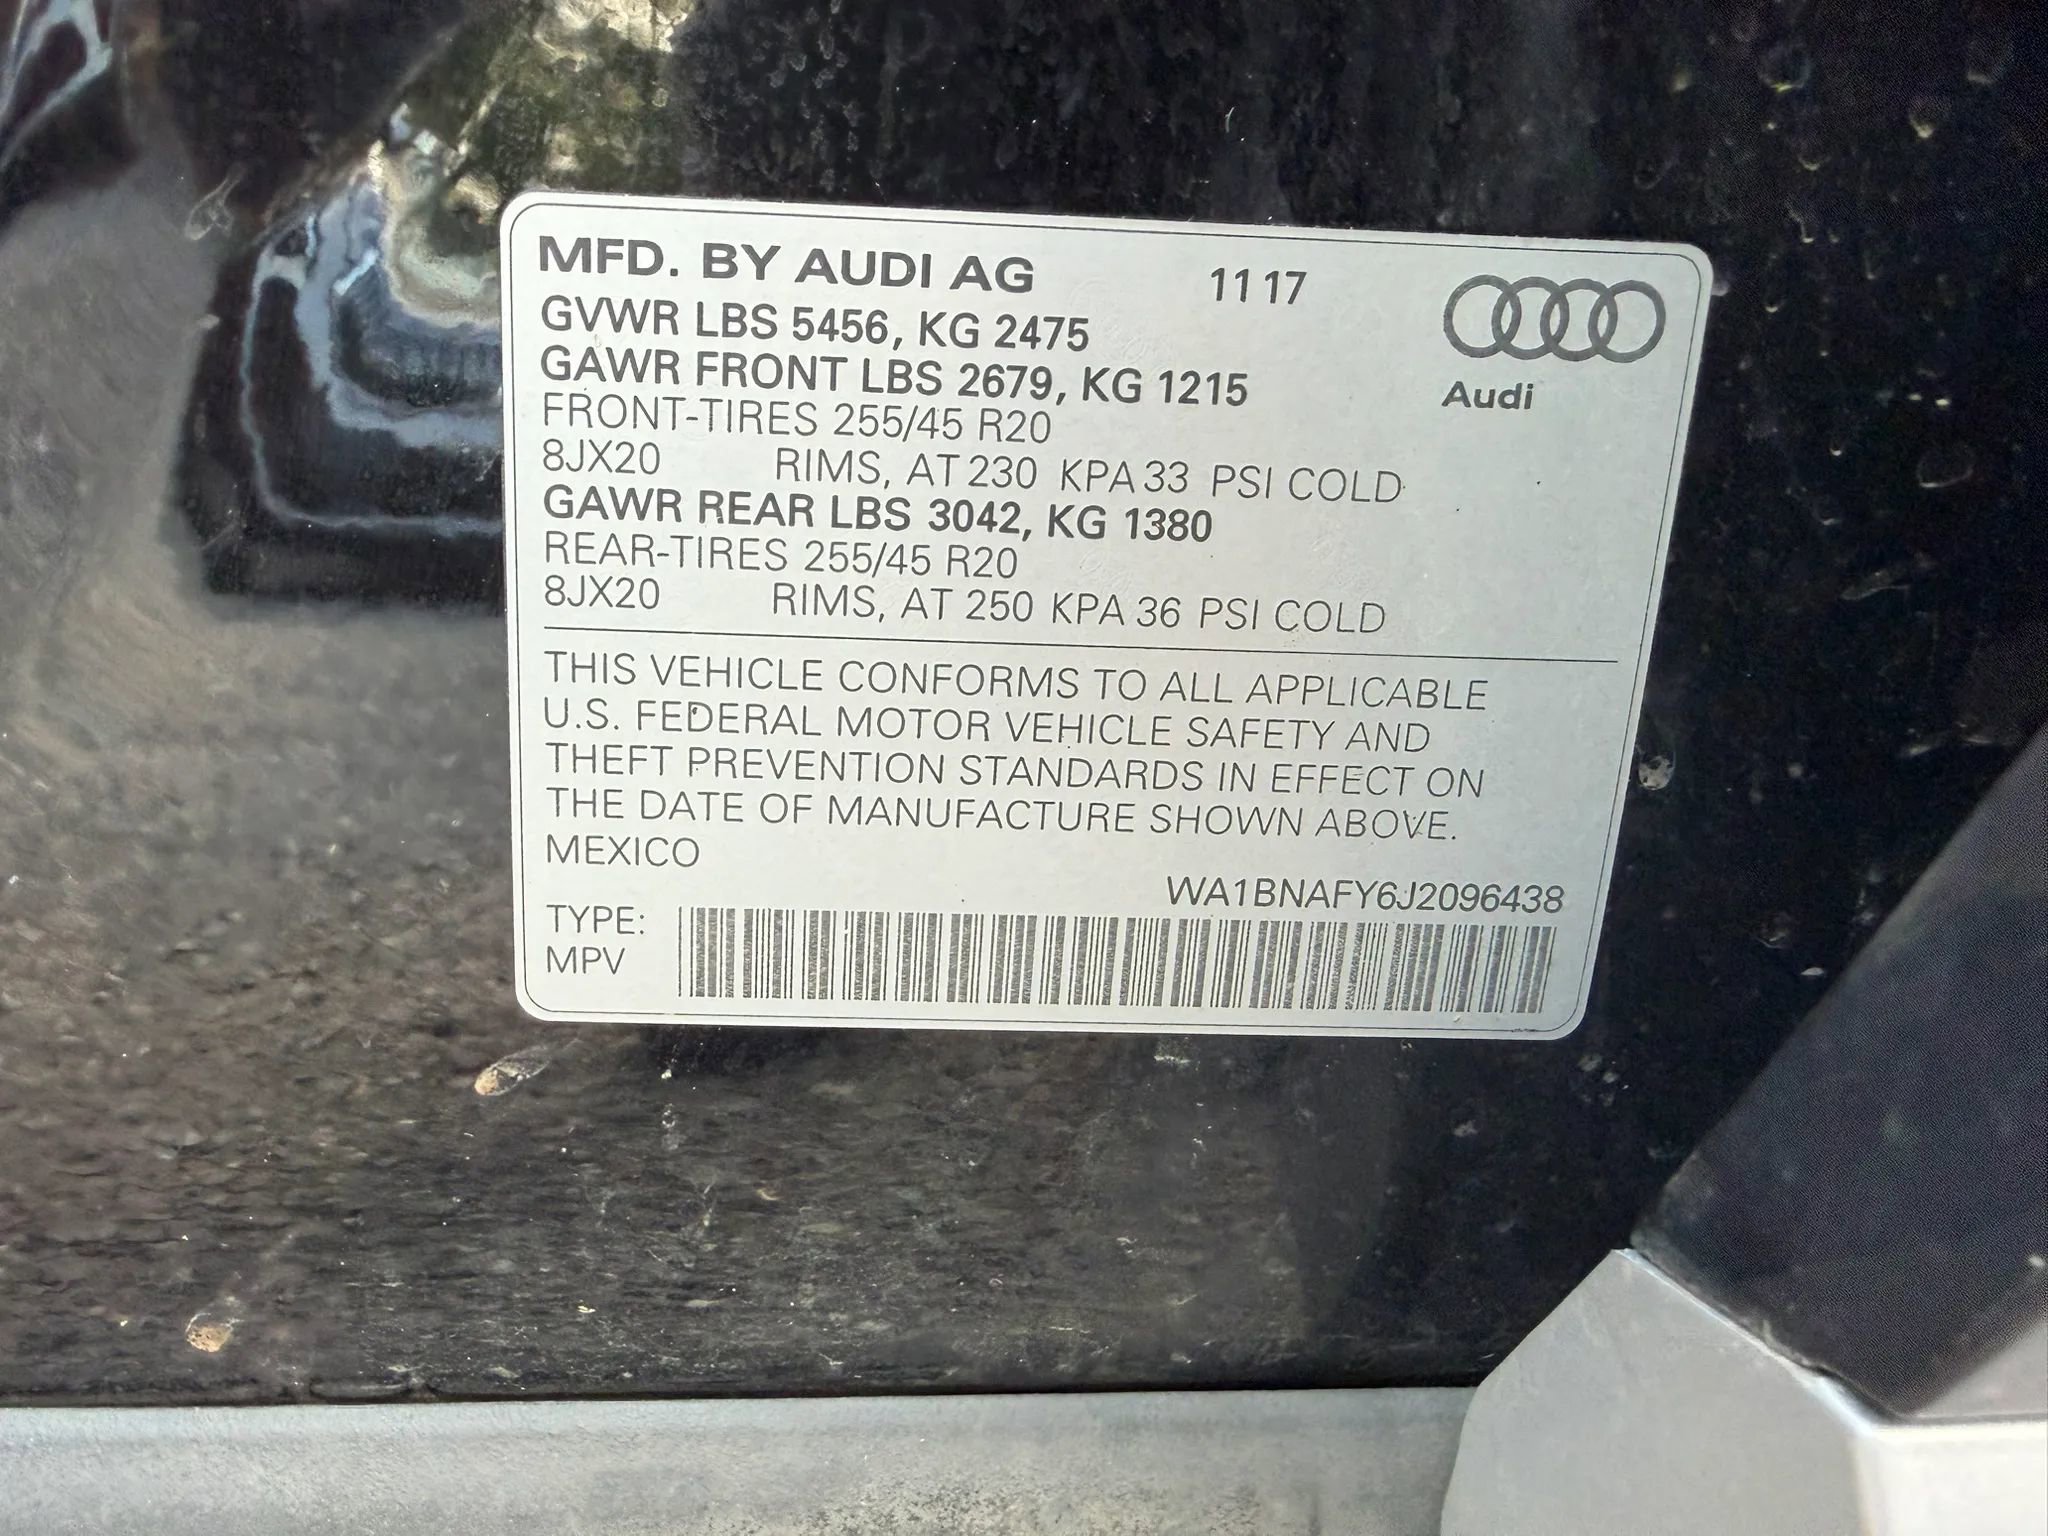 MFD. BY AUDI AG 11 17
GVWR LBS 5456, KG 2475
GAWR FRONT LBS 2679, KG 1215
Audi
FRONT-TIRES 255/45 R20
8JX20 RIMS, AT 230 KPA 33 PSI COLD
GAWR REAR LBS 3042, KG 1380
REAR-TIRES 255/45 R20
8JX20 RIMS, AT 250 KPA 36 PSI COLD
THIS VEHICLE CONFORMS TO ALL APPLICABLE
U.S. FEDERAL MOTOR VEHICLE SAFETY AND
THEFT PREVENTION STANDARDS IN EFFECT ON
THE DATE OF MANUFACTURE SHOWN ABOVE.
MEXICO
WA1BNAFY6J2096438
TYPE:
MPV